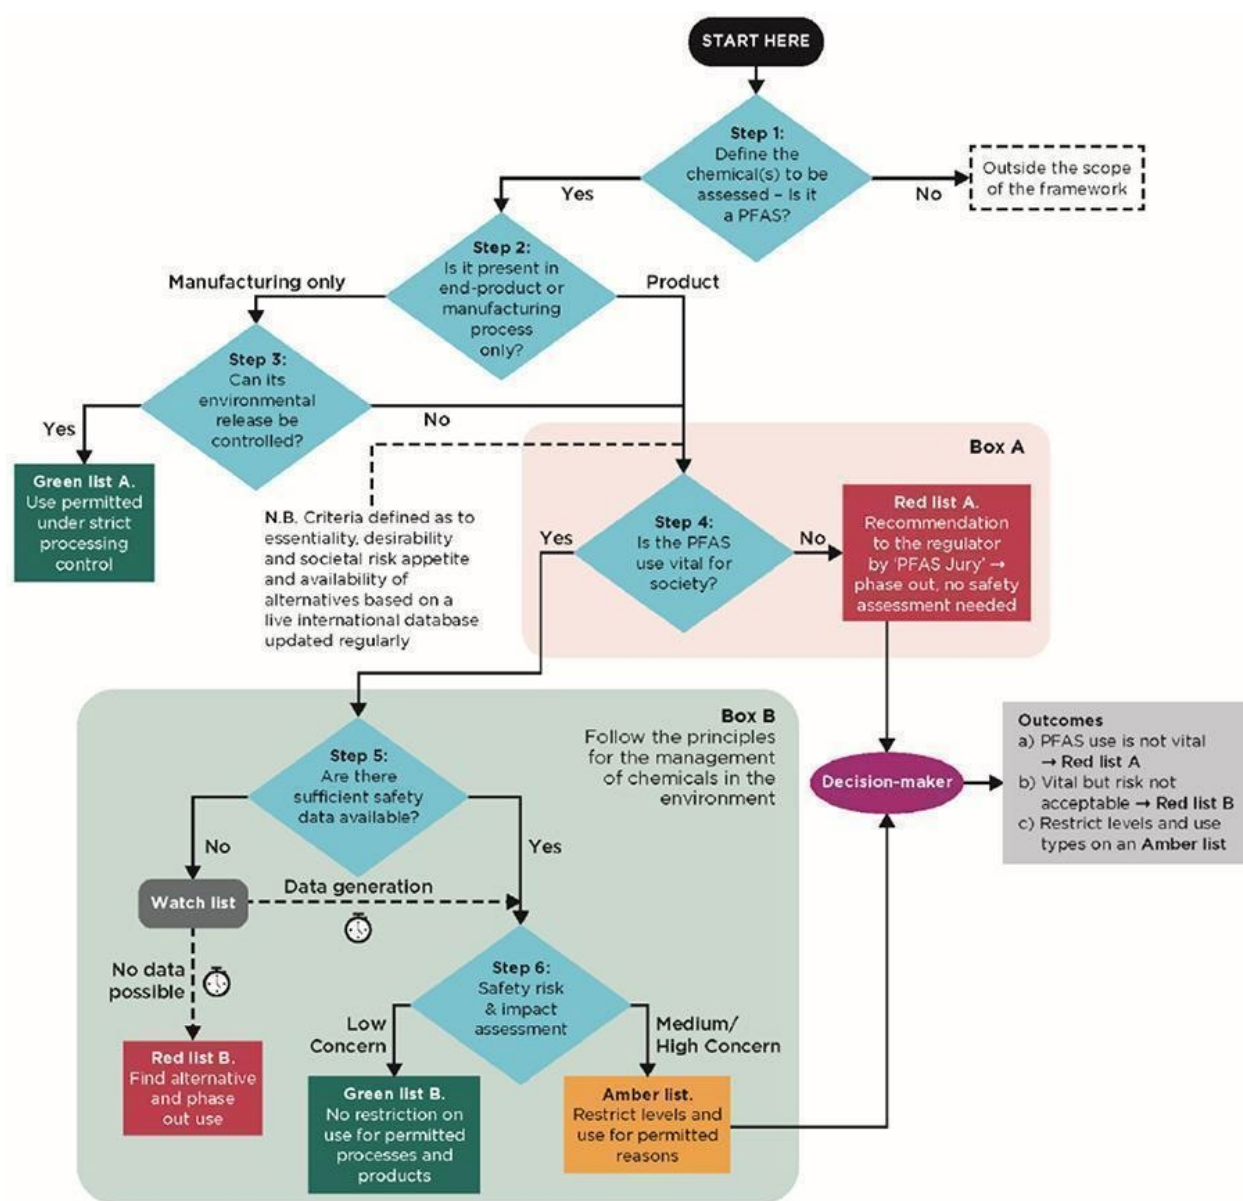 START HERE
Step 1:
Define the
chemical(s) to be
assessed – Is it
a PFAS?
Yes
No
Outside the scope
of the framework
Step 2:
Is it present in
end-product or
manufacturing
process
only?
Manufacturing only
Product
Step 3:
Can its
environmental
release be
controlled?
Yes
No
Green list A.
Use permitted
under strict
processing
control
N.B. Criteria defined as to
essentiality, desirability
and societal risk appetite
and availability of
alternatives based on a
live international database
updated regularly
Box A
Step 4:
Is the PFAS
use vital for
society?
Yes
No
Red list A.
Recommendation
to the regulator
by ‘PFAS Jury’ →
phase out, no safety
assessment needed
Box B
Follow the principles
for the management
of chemicals in the
environment
Step 5:
Are there
sufficient safety
data available?
No
Yes
Watch list
Data generation
No data
possible
Red list B.
Find alternative
and phase
out use
Step 6:
Safety risk
& impact
assessment
Low
Concern
Medium/
High Concern
Green list B.
No restriction on
use for permitted
processes and
products
Amber list.
Restrict levels and
use for permitted
reasons
Decision-maker
Outcomes
a) PFAS use is not vital
→ Red list A
b) Vital but risk not
acceptable → Red list B
c) Restrict levels and use
types on an Amber list